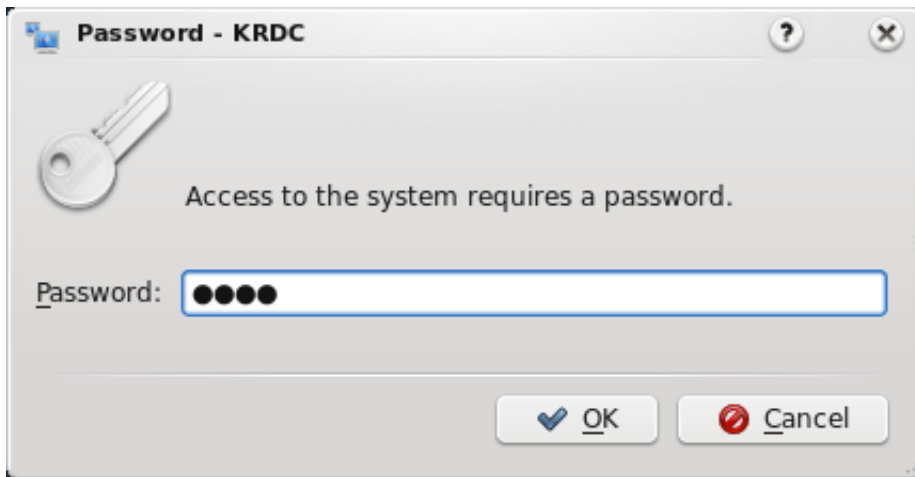 Password - KRDC
Access to the system requires a password.
Password: ●●●●
OK Cancel